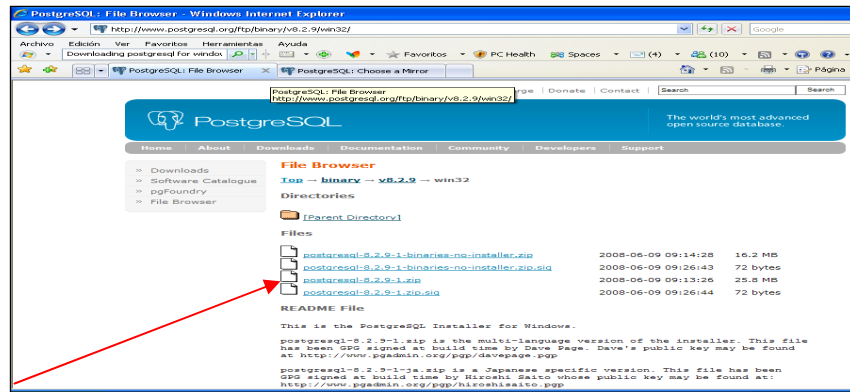 PostgreSQL: File Browser - Windows Internet Explorer
http://www.postgresql.org/ftp/binary/v8.2.9/win32/
Google
Archivo Edición Ver Favoritos Herramientas Ayuda
Downloading postgresql for window Favoritos PC Health Spaces (4) (10)
PostgreSQL: File Browser PostgreSQL: Choose a Mirror Página
PostgreSQL: File Browser
http://www.postgresql.org/ftp/binary/v8.2.9/win32/
Donate Contact Search Search
PostgreSQL
The world's most advanced
open source database.
Home About Downloads Documentation Community Developers Support
» Downloads
» Software Catalogue
» pgFoundry
» File Browser
File Browser
Top → binary → v8.2.9 → win32
Directories
[Parent Directory]
Files
postgresql-8.2.9-1-binaries-no-installer.zip 2008-06-09 09:14:28 16.2 MB
postgresql-8.2.9-1-binaries-no-installer.zip.sig 2008-06-09 09:26:43 72 bytes
postgresql-8.2.9-1.zip 2008-06-09 09:13:26 25.8 MB
postgresql-8.2.9-1.zip.sig 2008-06-09 09:26:44 72 bytes
README File
This is the PostgreSQL Installer for Windows.
postgresql-8.2.9-1.zip is the multi-language version of the installer. This file
has been GPG signed at build time by Dave Page. Dave's public key may be found
at http://www.pgadmin.org/pgp/davepage.pgp
postgresql-8.2.9-1-ja.zip is a Japanese specific version. This file has been
GPG signed at build time by Hiroshi Saito whose public key may be found at:
http://www.pgadmin.org/pgp/hiroshisaito.pgp